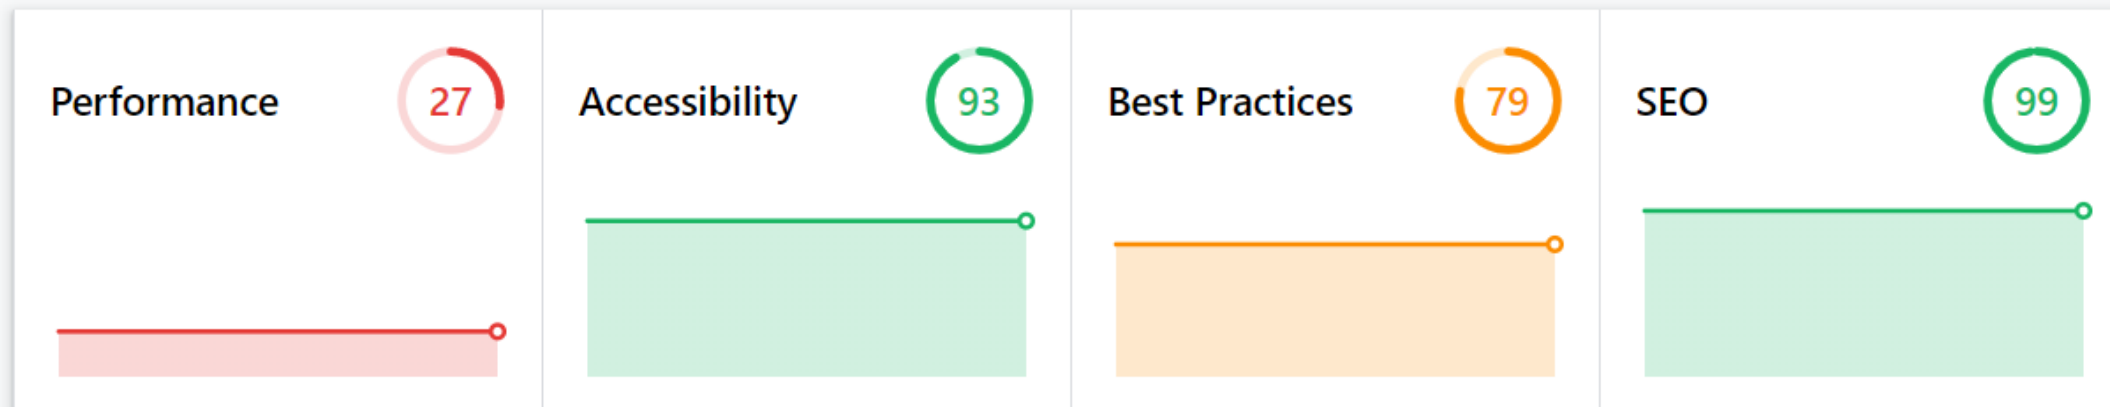 Performance 27
Accessibility 93
Best Practices 79
SEO 99